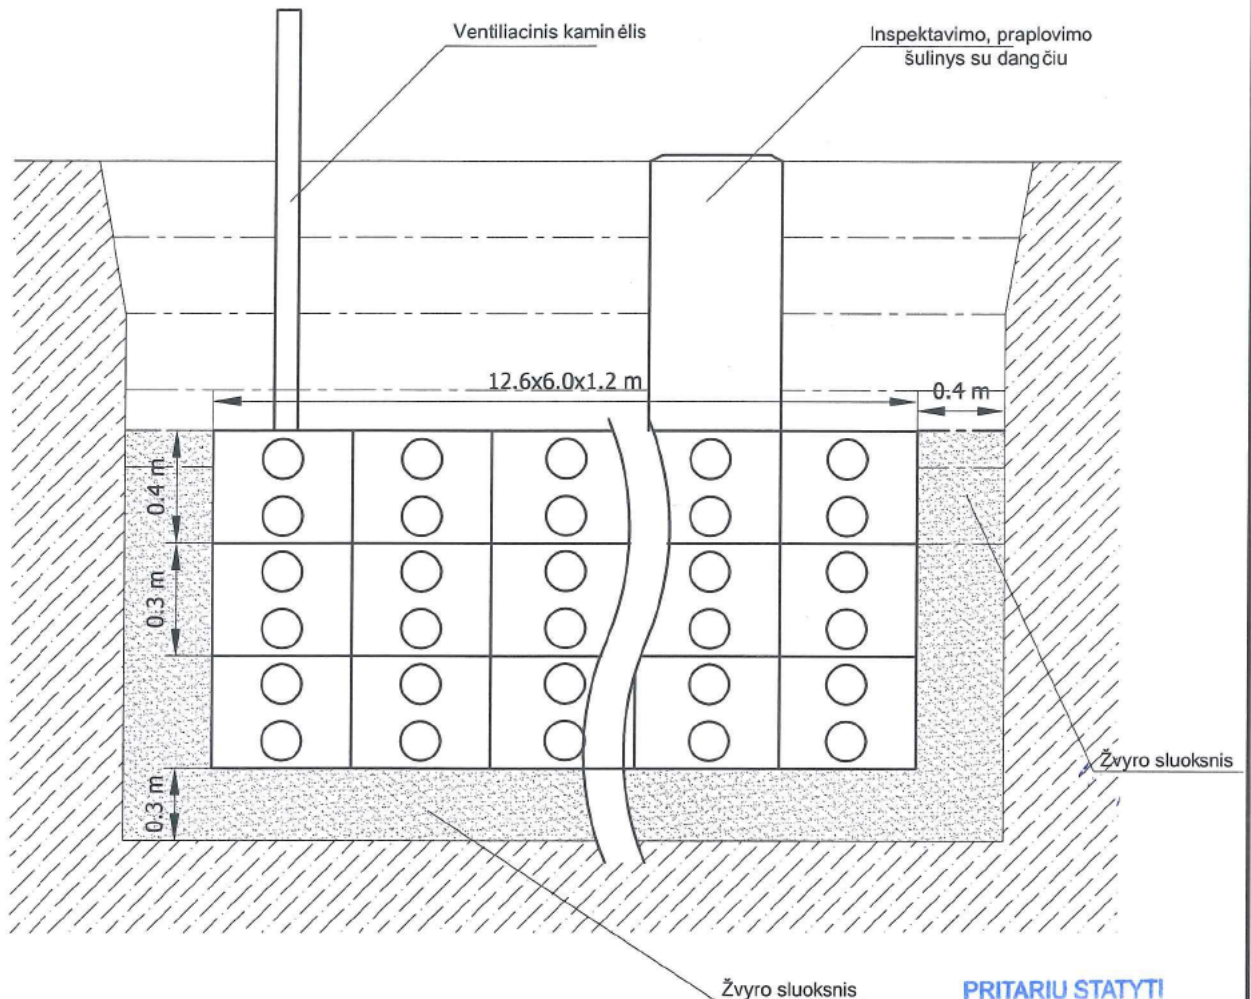 Ventiliacinis kaminėlis
Inspektavimo, praplovimo
šulinys su dangčiu
12.6x6.0x1.2 m
0.4 m
0.4 m
0.3 m
0.3 m
Žvyro sluoksnis
Žvyro sluoksnis
PRITARIU STATYTI